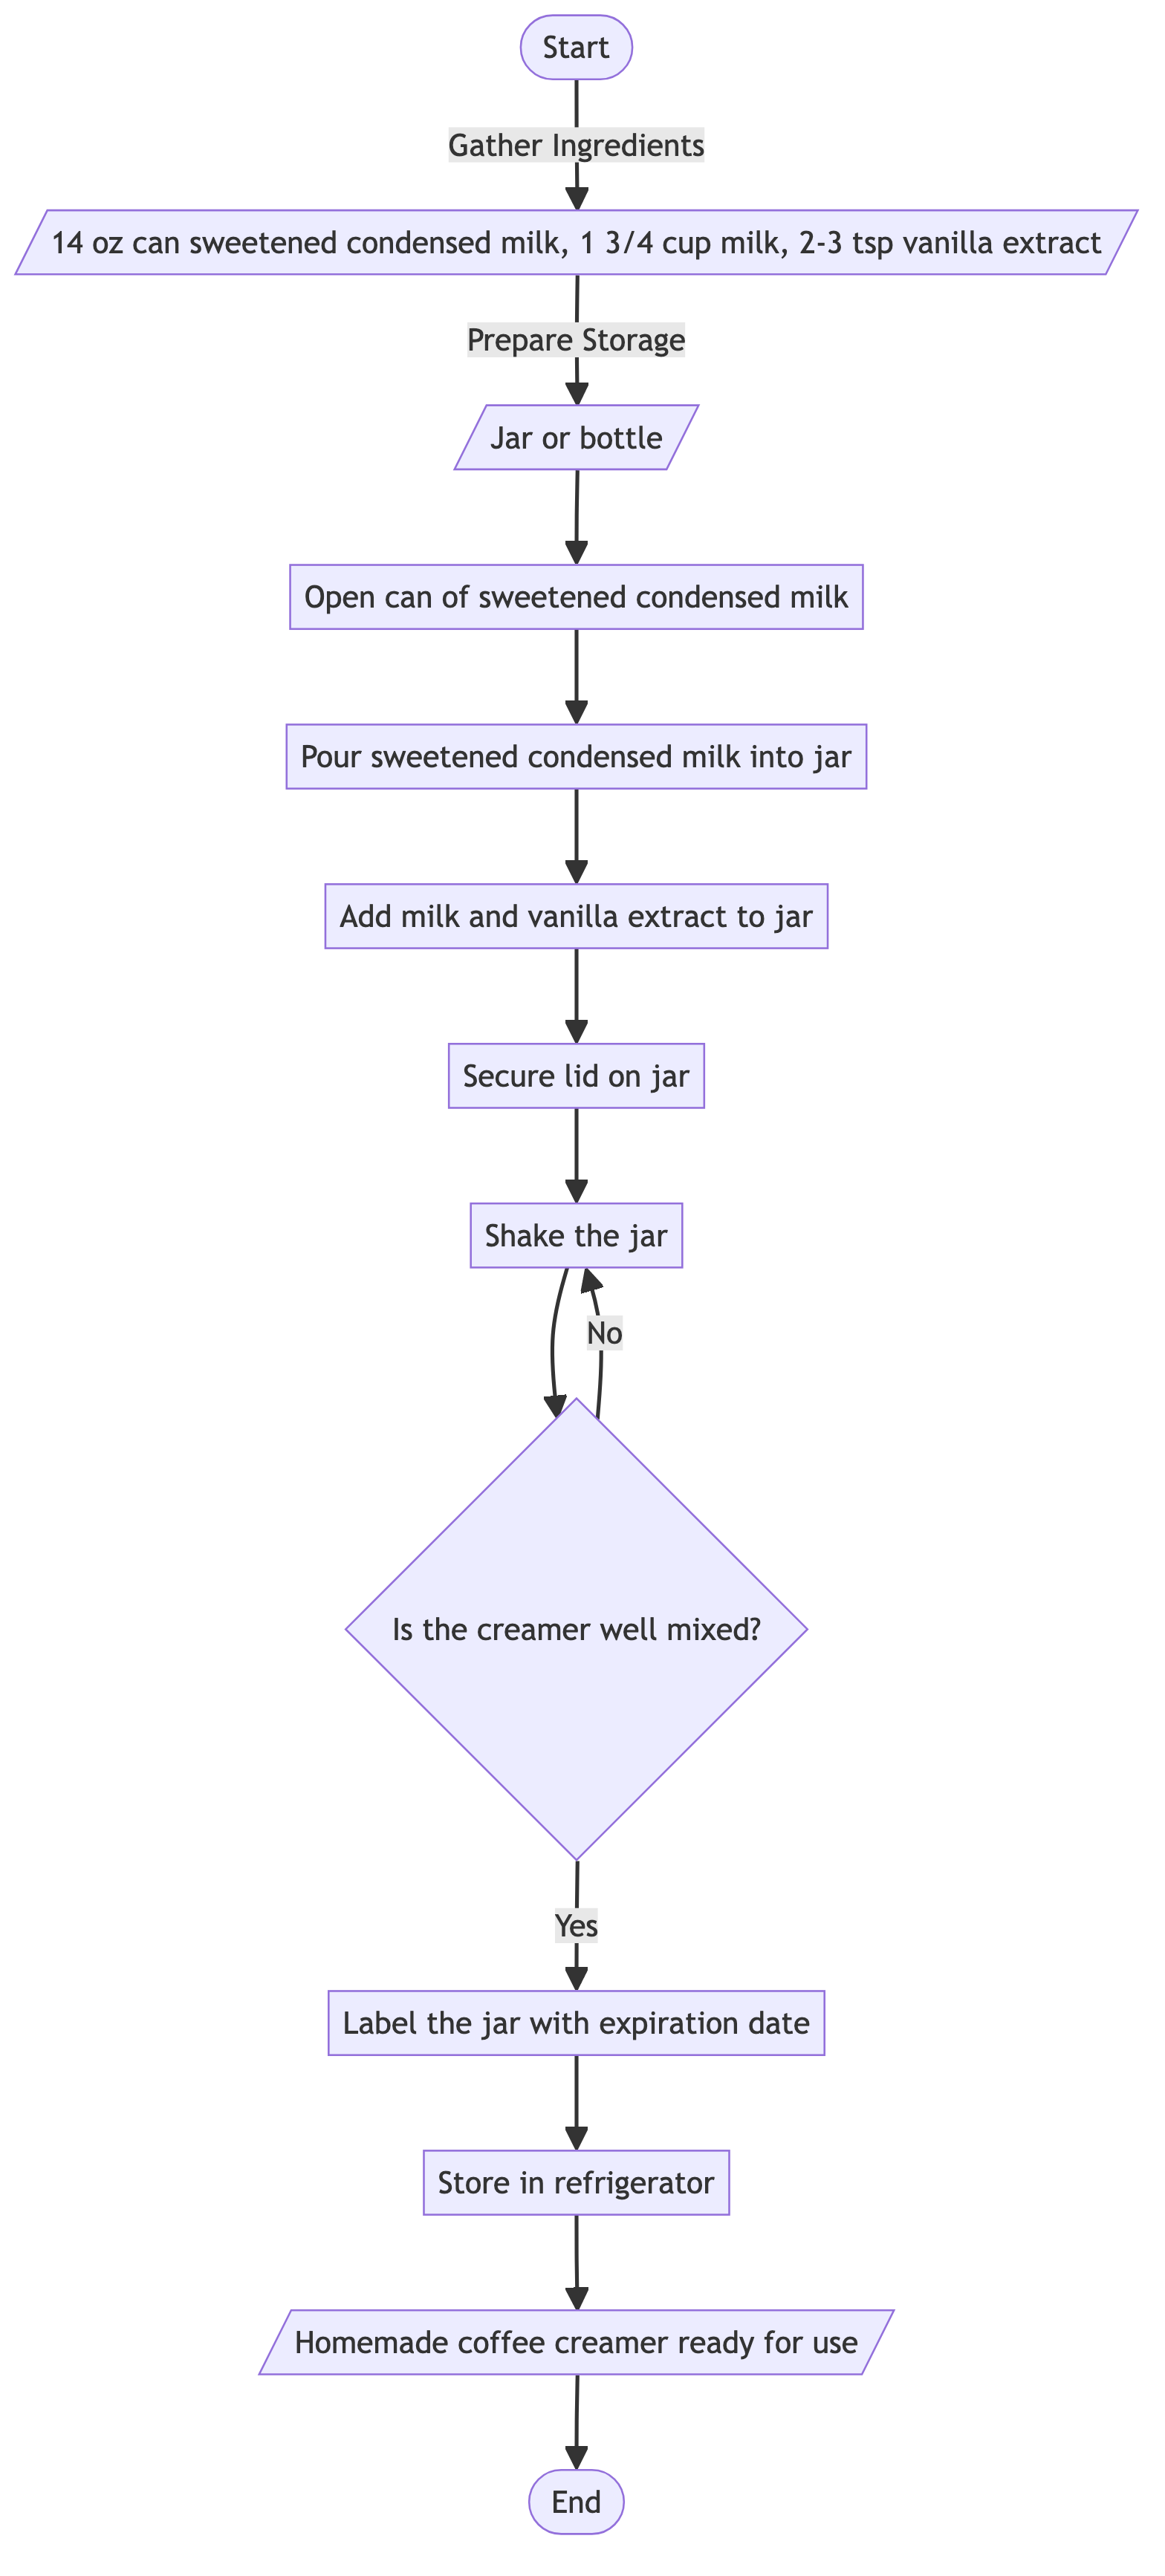 Start
Gather Ingredients
14 oz can sweetened condensed milk, 1 3/4 cup milk, 2-3 tsp vanilla extract
Prepare Storage
Jar or bottle
Open can of sweetened condensed milk
Pour sweetened condensed milk into jar
Add milk and vanilla extract to jar
Secure lid on jar
Shake the jar
No
Is the creamer well mixed?
Yes
Label the jar with expiration date
Store in refrigerator
Homemade coffee creamer ready for use
End